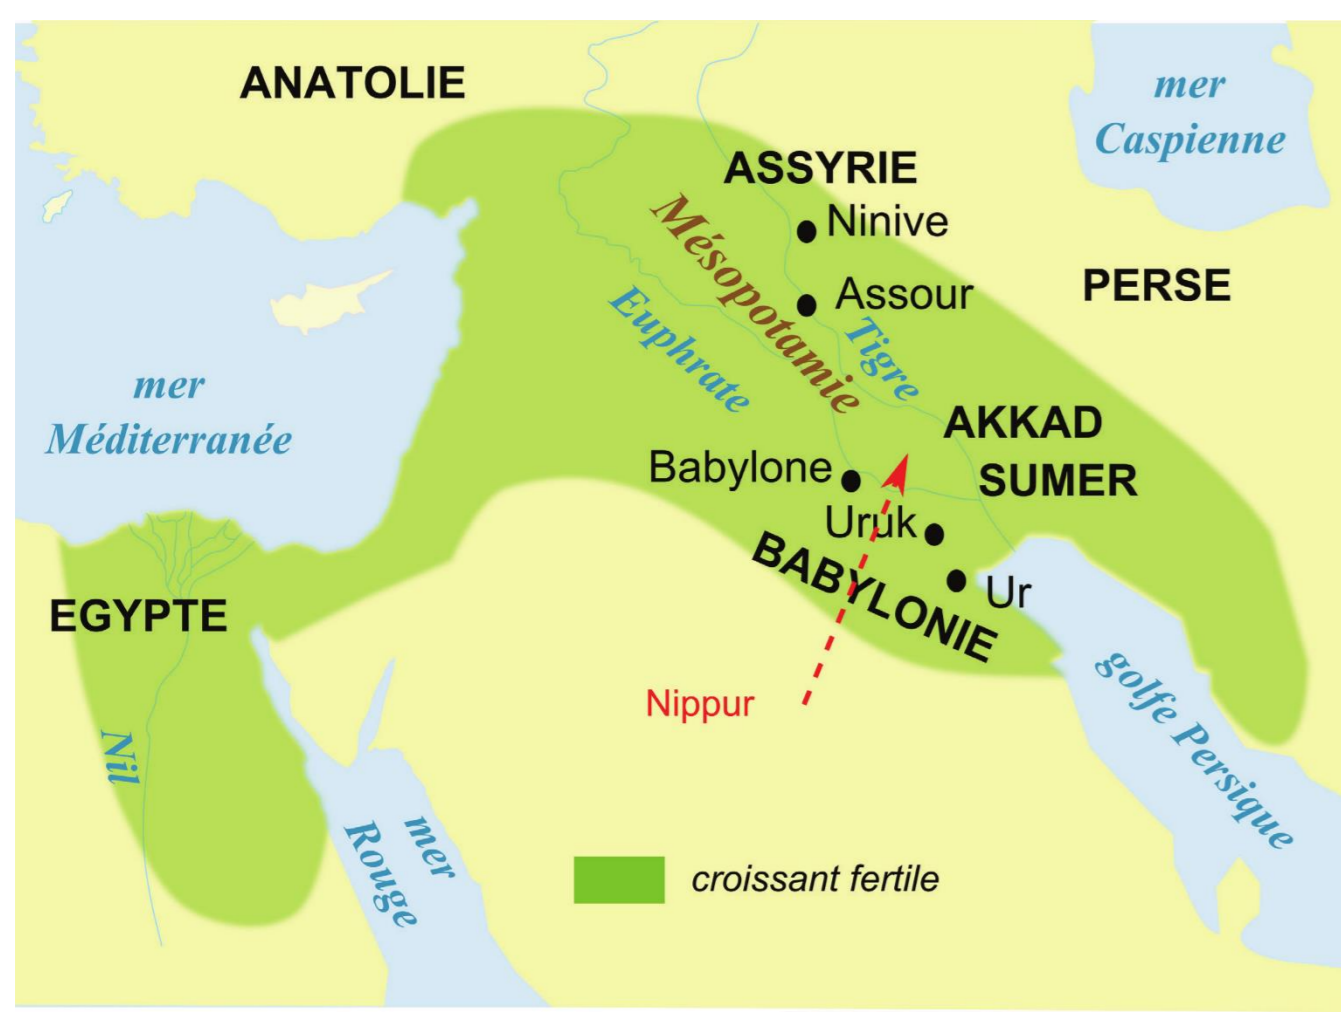 ANATOLIE
mer
Caspienne
ASSYRIE
Ninive
Mésopotamie
PERSE
Assour
Euphrate
Tigre
mer
Méditerranée
AKKAD
SUMER
Babylone
Uruk
BABYLONIE
Ur
EGYPTE
Nippur
golfe Persique
Nil
mer
Rouge
croissant fertile